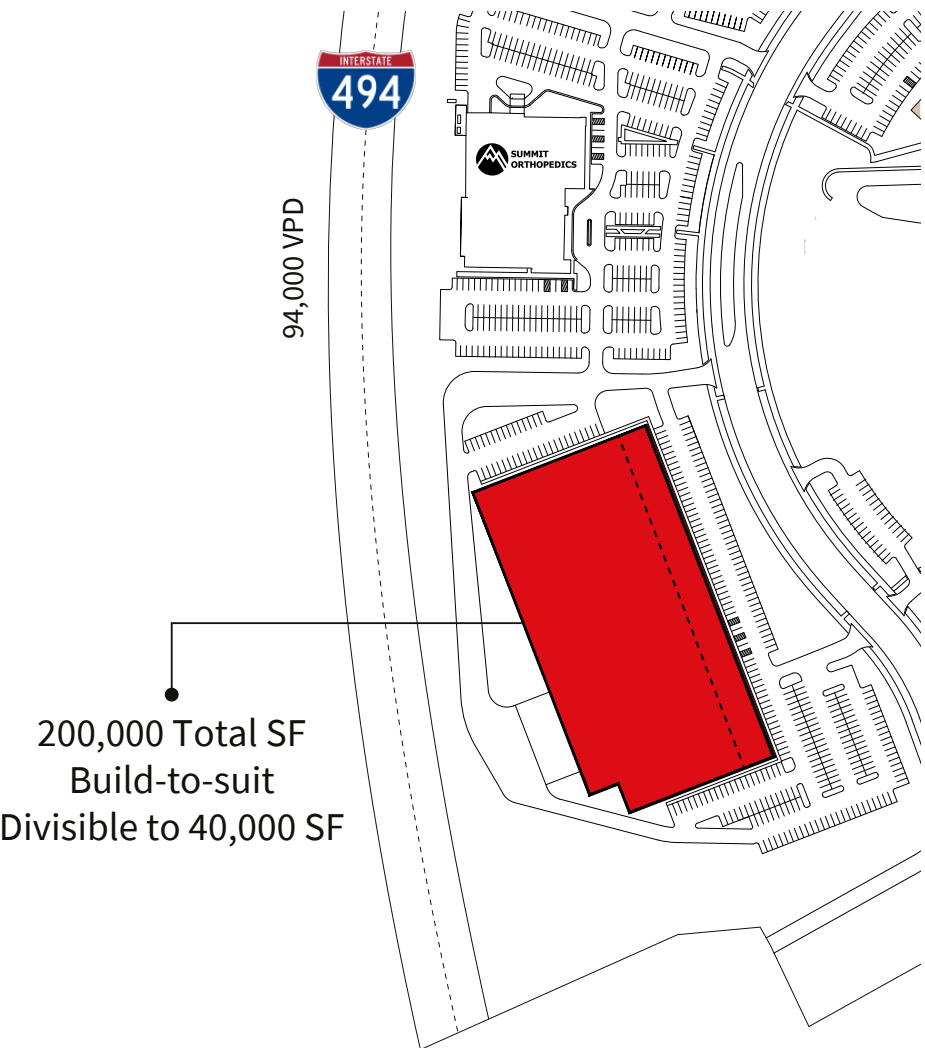 INTERSTATE
494
SUMMIT
ORTHOPEDICS
94,000 VPD
200,000 Total SF
Build-to-suit
Divisible to 40,000 SF